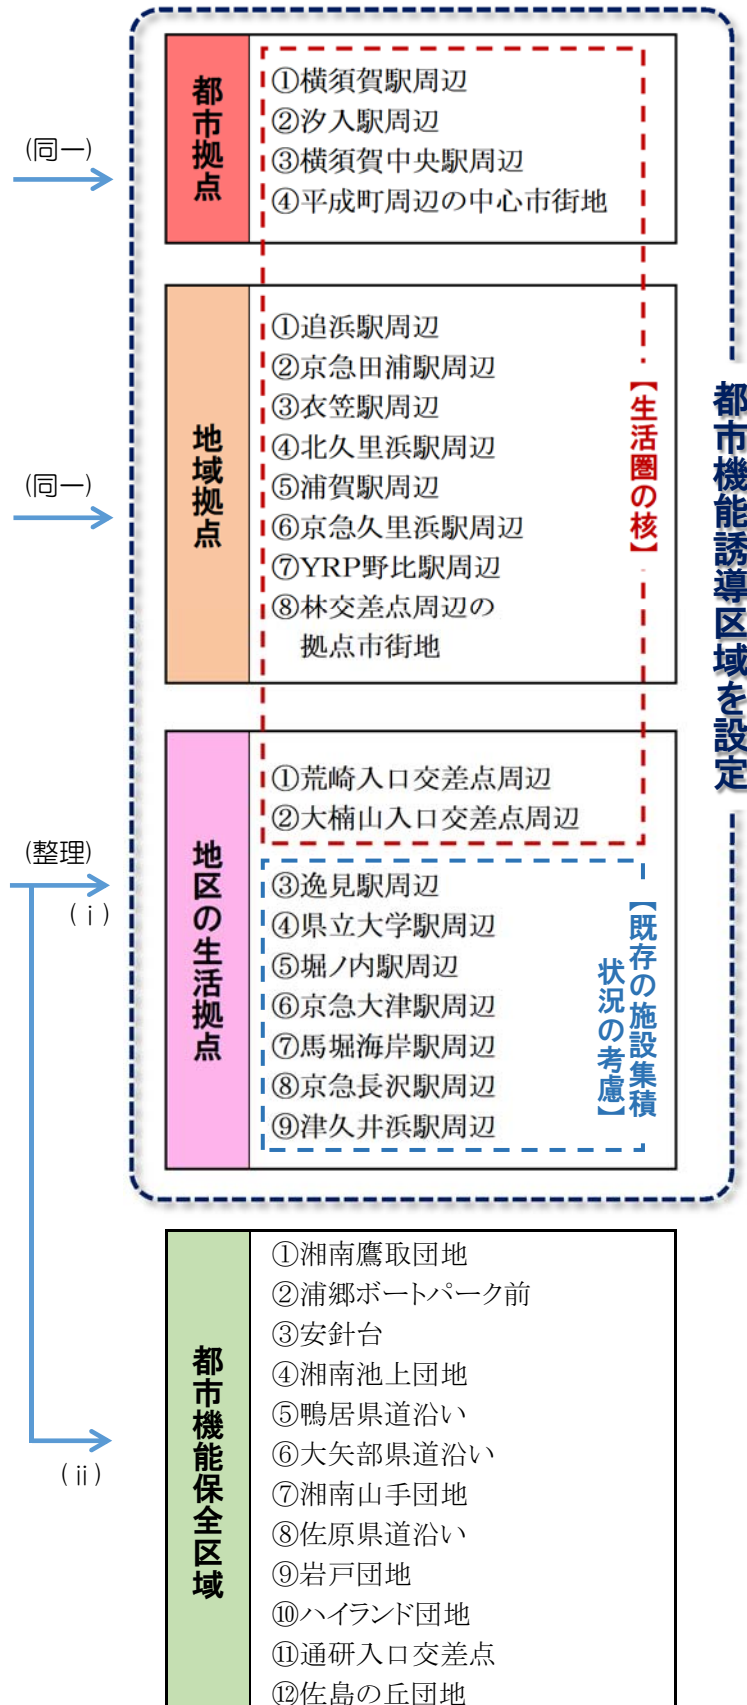 (同一)
都市拠点
①横須賀駅周辺
②汐入駅周辺
③横須賀中央駅周辺
④平成町周辺の中心市街地
(同一)
地域拠点
①追浜駅周辺
②京急田浦駅周辺
③衣笠駅周辺
④北久里浜駅周辺
⑤浦賀駅周辺
⑥京急久里浜駅周辺
⑦YRP野比駅周辺
⑧林交差点周辺の
拠点市街地
【生活圏の核】
都市機能誘導区域を設定
(整理)
(ⅰ)
地区の生活拠点
①荒崎入口交差点周辺
②大楠山入口交差点周辺
③逸見駅周辺
④県立大学駅周辺
⑤堀ノ内駅周辺
⑥京急大津駅周辺
⑦馬堀海岸駅周辺
⑧京急長沢駅周辺
⑨津久井浜駅周辺
【既存の施設集積
状況の考慮】
(ⅱ)
都市機能保全区域
①湘南鷹取団地
②浦郷ボートパーク前
③安針台
④湘南池上団地
⑤鴨居県道沿い
⑥大矢部県道沿い
⑦湘南山手団地
⑧佐原県道沿い
⑨岩戸団地
⑩ハイランド団地
⑪通研入口交差点
⑫佐島の丘団地